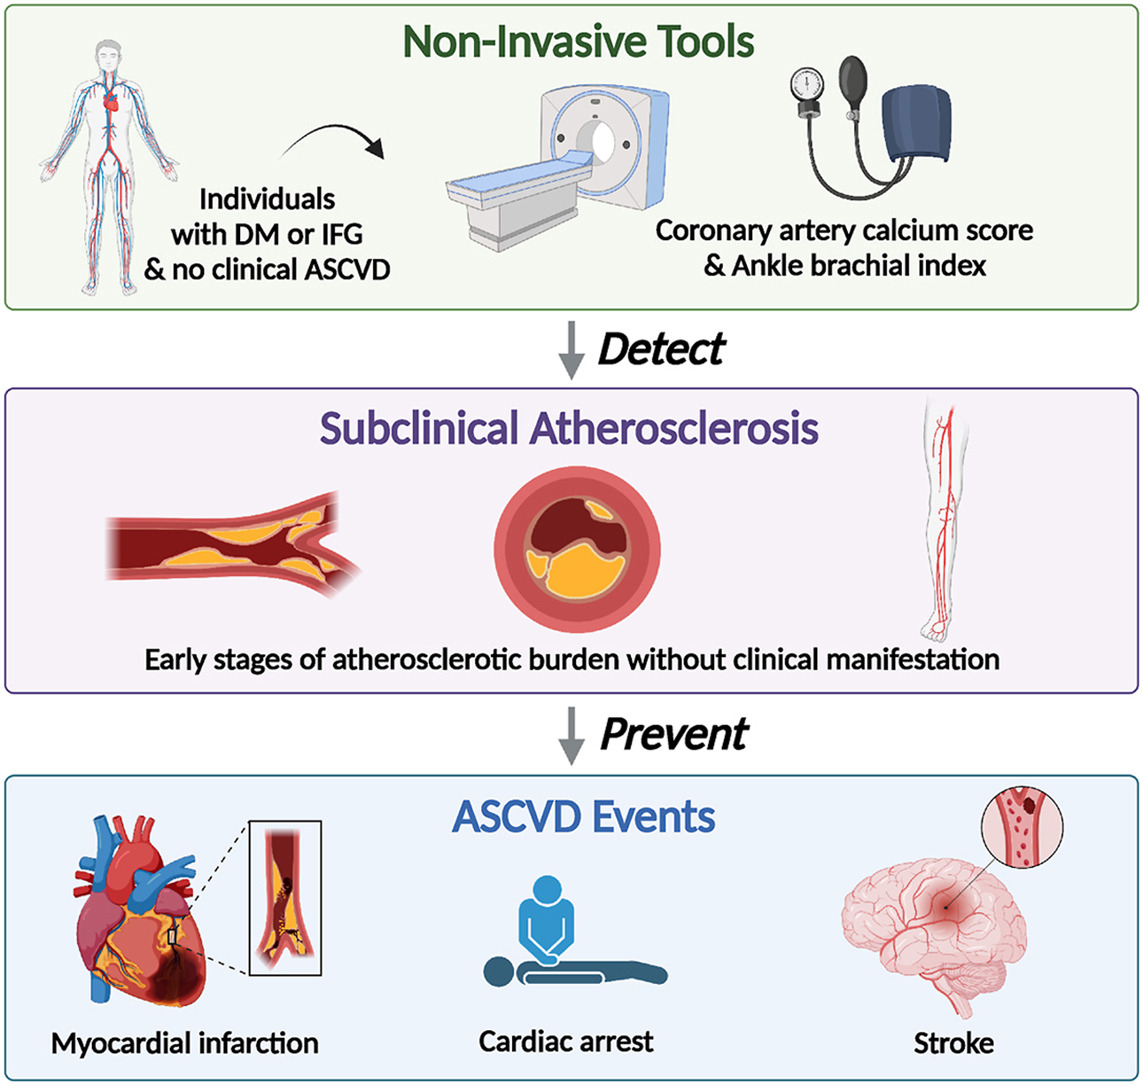 Non-Invasive Tools
Individuals
with DM or IFG
& no clinical ASCVD
Coronary artery calcium score
& Ankle brachial index
Detect
Subclinical Atherosclerosis
Early stages of atherosclerotic burden without clinical manifestation
Prevent
ASCVD Events
Myocardial infarction
Cardiac arrest
Stroke